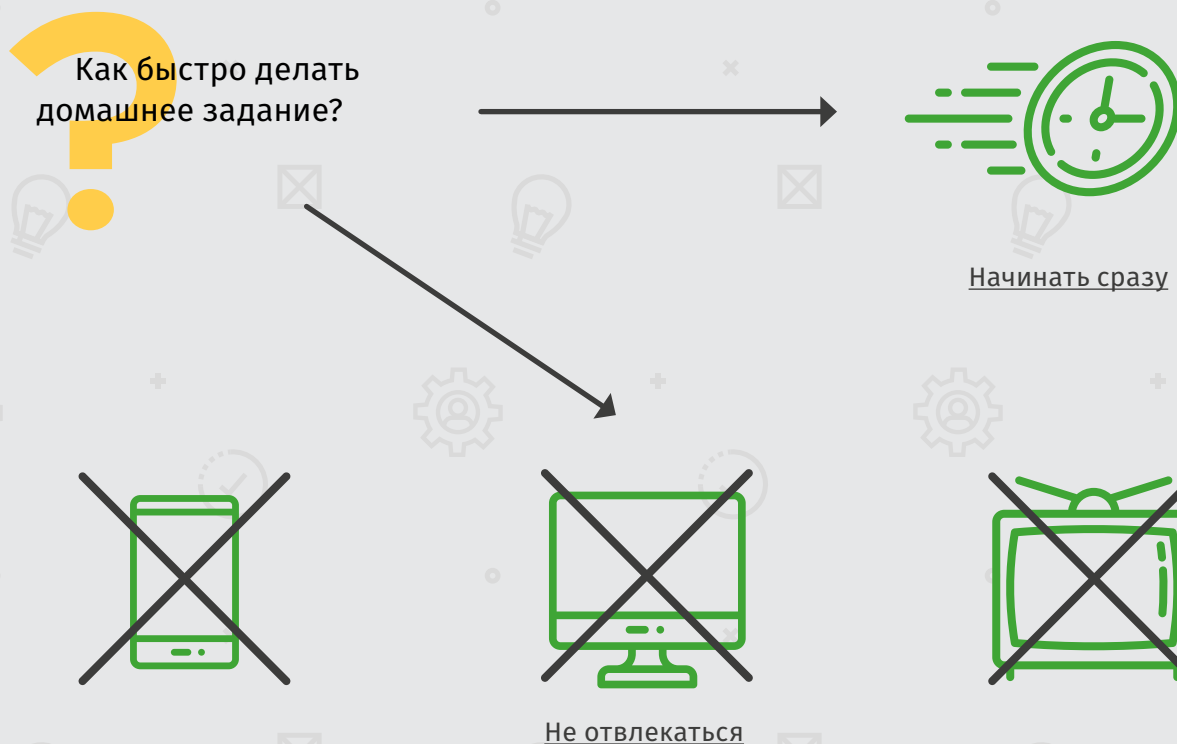 Как быстро делать
домашнее задание?
Начинать сразу
Не отвлекаться